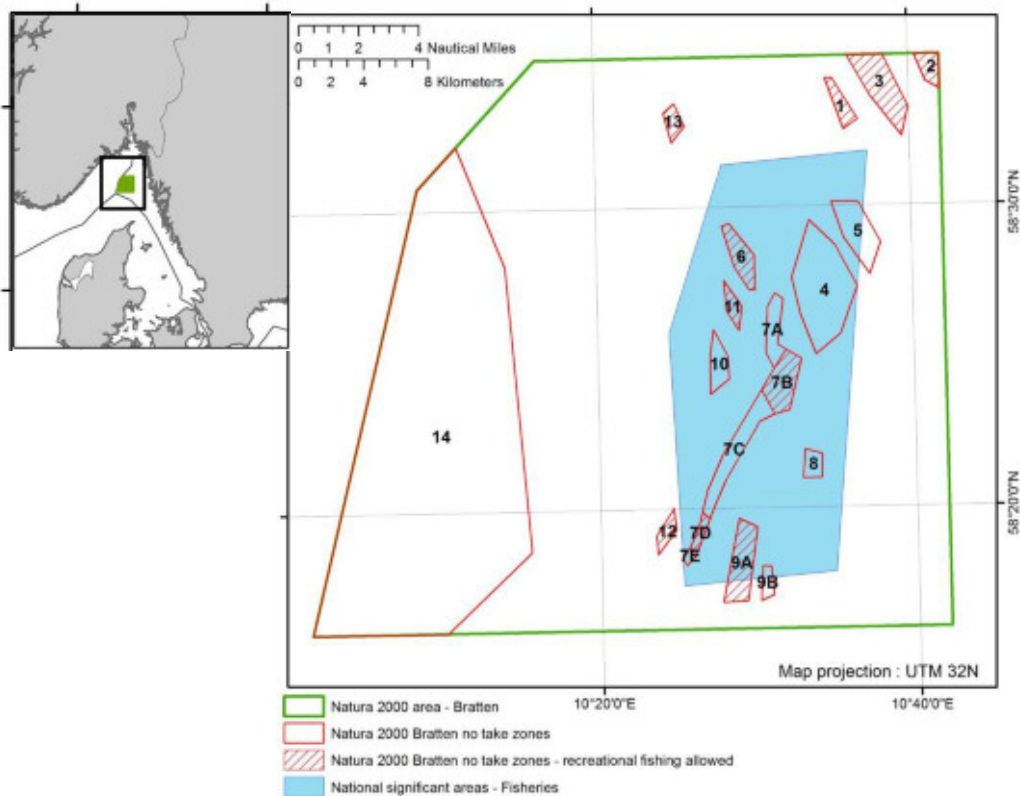 0 1 2 4 Nautical Miles
0 2 4 8 Kilometers
2
3
1
13
58°30'0"N
5
6
4
11
7A
10
7B
14
7C
8
58°20'0"N
12
7D
7E
9A
9B
Map projection : UTM 32N
10°20'0"E
10°40'0"E
Natura 2000 area - Bratten
Natura 2000 Bratten no take zones
Natura 2000 Bratten no take zones - recreational fishing allowed
National significant areas - Fisheries